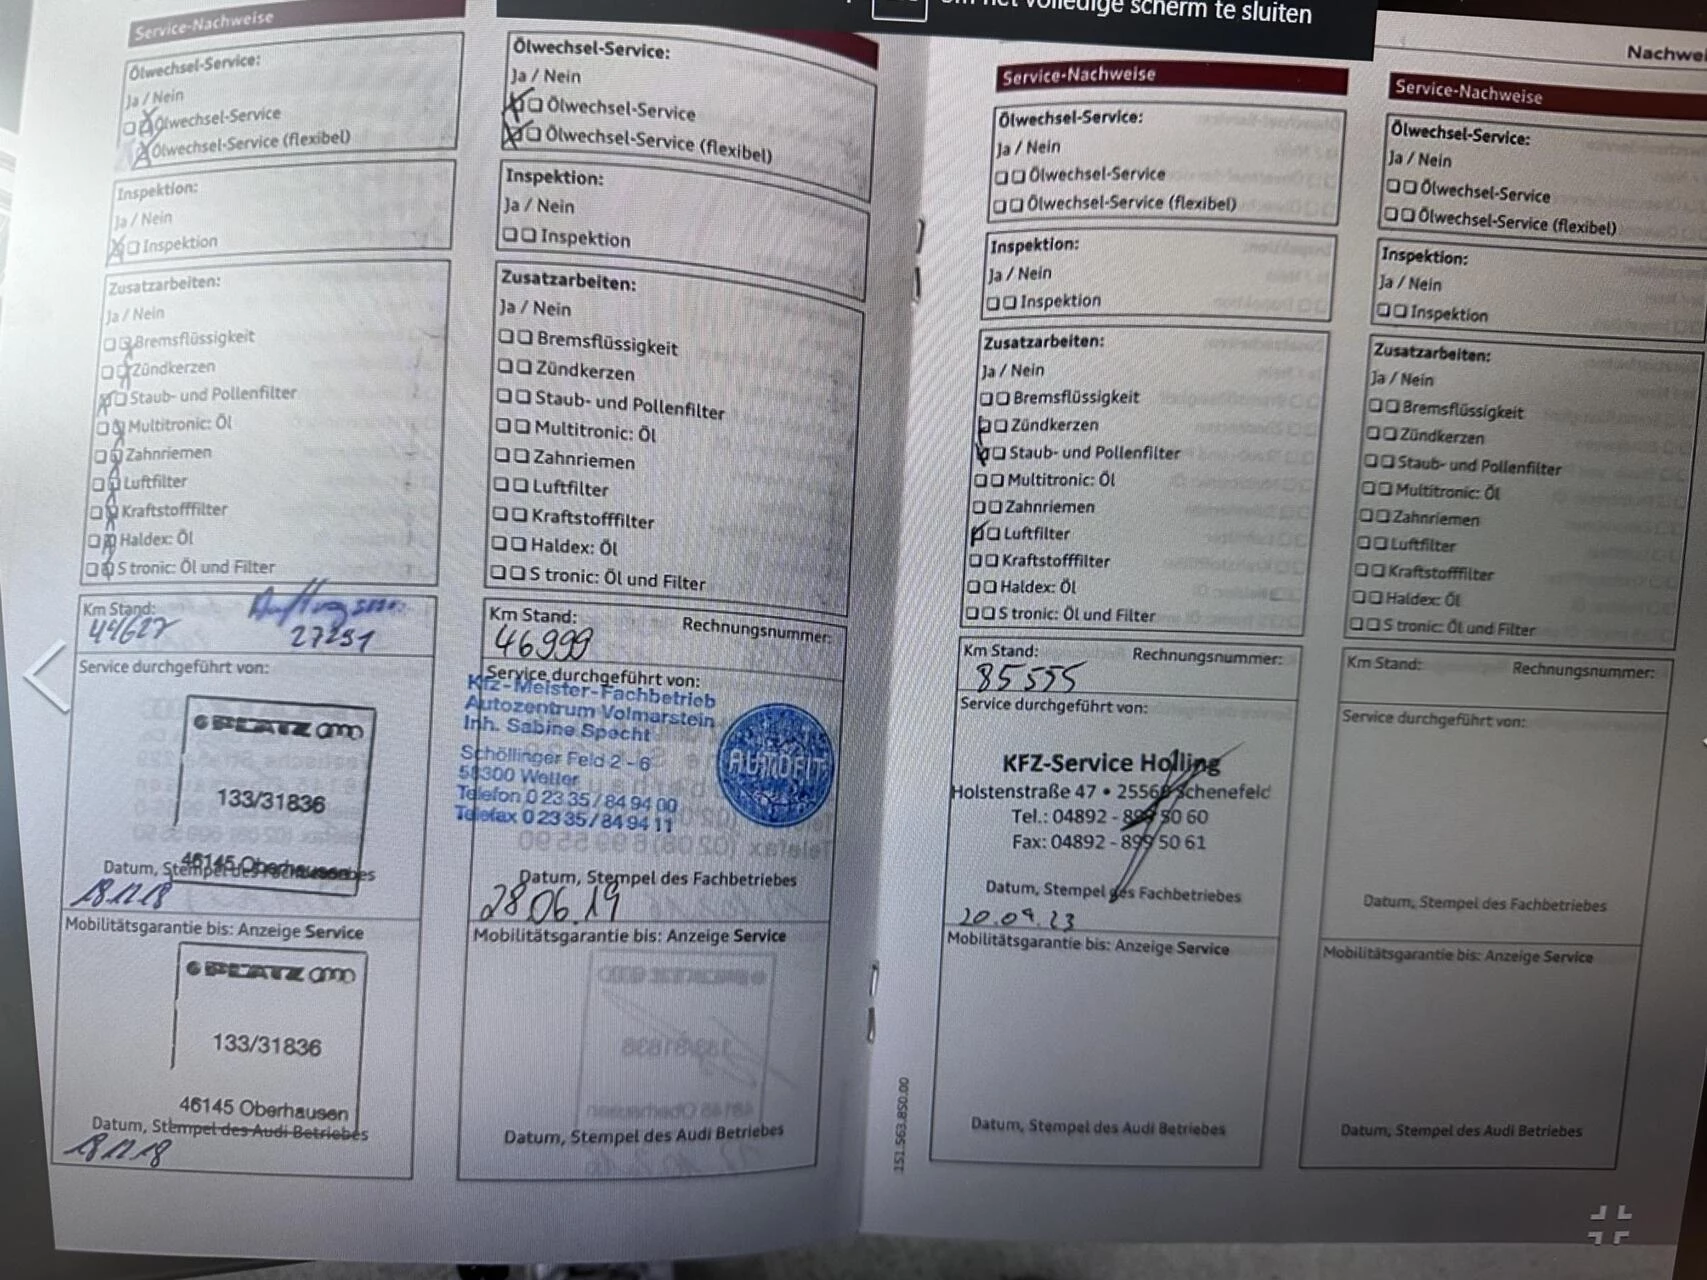 om het volledige scherm te sluiten
Service-Nachweise
Ölwechsel-Service:
Ja / Nein
Ölwechsel-Service
Ölwechsel-Service (flexibel)
Inspektion:
Ja / Nein
Inspektion
Zusatzarbeiten:
Ja / Nein
Bremsflüssigkeit
Zündkerzen
Staub- und Pollenfilter
Multitronic: Öl
Zahnriemen
Luftfilter
Kraftstofffilter
Haldex: Öl
S tronic: Öl und Filter
Km Stand:
44627
27251
Service durchgeführt von:
PLATZ
133/31836
46145 Oberhausen
Datum, Stempel des Fachbetriebes
18.12.18
Mobilitätsgarantie bis: Anzeige Service
PLATZ
133/31836
46145 Oberhausen
Datum, Stempel des Audi Betriebes
18.12.18
Ölwechsel-Service:
Ja / Nein
Ölwechsel-Service
Ölwechsel-Service (flexibel)
Inspektion:
Ja / Nein
Inspektion
Zusatzarbeiten:
Ja / Nein
Bremsflüssigkeit
Zündkerzen
Staub- und Pollenfilter
Multitronic: Öl
Zahnriemen
Luftfilter
Kraftstofffilter
Haldex: Öl
S tronic: Öl und Filter
Km Stand: Rechnungsnummer:
46999
Service durchgeführt von:
Kfz-Meister-Fachbetrieb
Autozentrum Volmarstein
Inh. Sabine Specht
Schöllinger Feld 2 - 6
58300 Wetter
Telefon 0 23 35 / 84 94 00
Telefax 0 23 35 / 84 94 11
AUTOFIT
Datum, Stempel des Fachbetriebes
28.06.19
Mobilitätsgarantie bis: Anzeige Service
Datum, Stempel des Audi Betriebes
151.563.850.00
Service-Nachweise
Ölwechsel-Service:
Ja / Nein
Ölwechsel-Service
Ölwechsel-Service (flexibel)
Inspektion:
Ja / Nein
Inspektion
Zusatzarbeiten:
Ja / Nein
Bremsflüssigkeit
Zündkerzen
Staub- und Pollenfilter
Multitronic: Öl
Zahnriemen
Luftfilter
Kraftstofffilter
Haldex: Öl
S tronic: Öl und Filter
Km Stand: Rechnungsnummer:
85555
Service durchgeführt von:
KFZ-Service Holling
Holstenstraße 47 • 25560 Schenefeld
Tel.: 04892 - 899 50 60
Fax: 04892 - 899 50 61
Datum, Stempel des Fachbetriebes
20.09.23
Mobilitätsgarantie bis: Anzeige Service
Datum, Stempel des Audi Betriebes
Nachwei
Service-Nachweise
Ölwechsel-Service:
Ja / Nein
Ölwechsel-Service
Ölwechsel-Service (flexibel)
Inspektion:
Ja / Nein
Inspektion
Zusatzarbeiten:
Ja / Nein
Bremsflüssigkeit
Zündkerzen
Staub- und Pollenfilter
Multitronic: Öl
Zahnriemen
Luftfilter
Kraftstofffilter
Haldex: Öl
S tronic: Öl und Filter
Km Stand: Rechnungsnummer:
Service durchgeführt von:
Datum, Stempel des Fachbetriebes
Mobilitätsgarantie bis: Anzeige Service
Datum, Stempel des Audi Betriebes